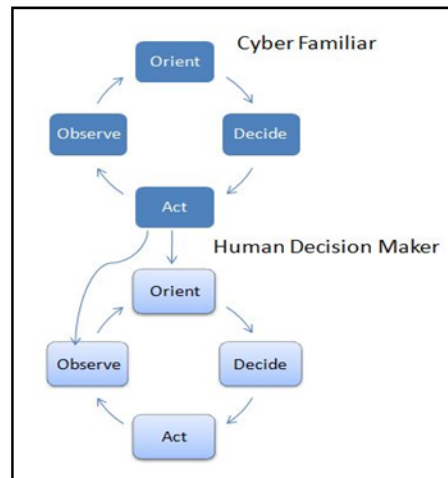 Cyber Familiar
Orient
Observe
Decide
Act
Human Decision Maker
Orient
Observe
Decide
Act